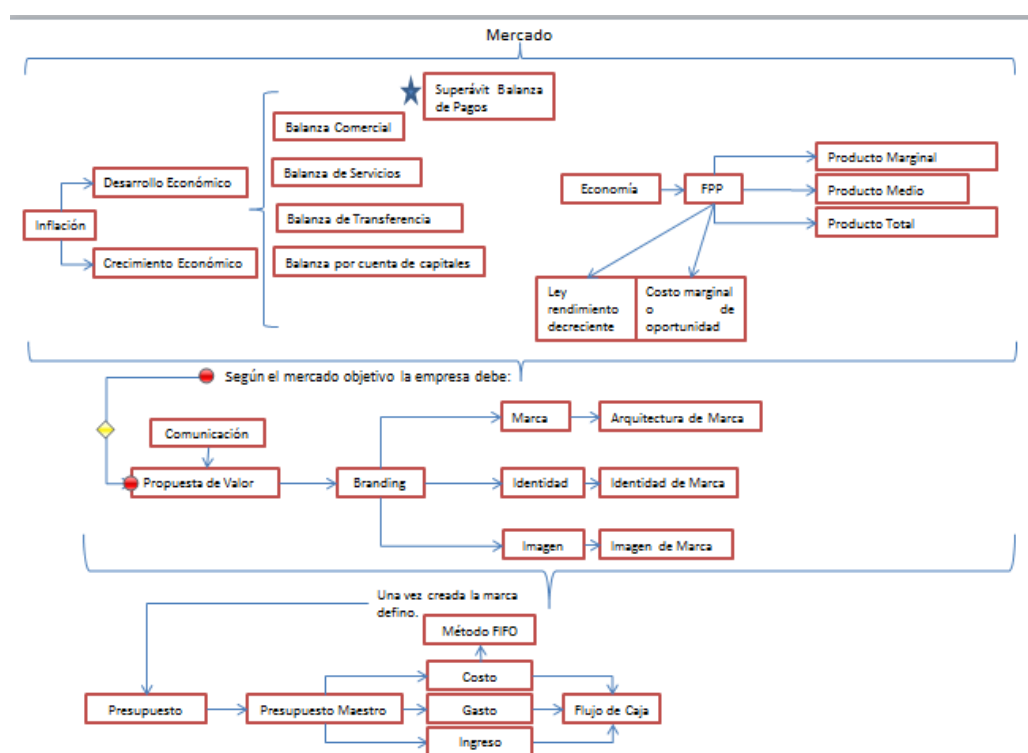 Mercado
Superávit Balanza
de Pagos
Balanza Comercial
Balanza de Servicios
Balanza de Transferencia
Balanza por cuenta de capitales
Desarrollo Económico
Inflación
Crecimiento Económico
Economía
FPP
Producto Marginal
Producto Medio
Producto Total
Ley
rendimiento
decreciente
Costo marginal
o de
oportunidad
Según el mercado objetivo la empresa debe:
Comunicación
Propuesta de Valor
Branding
Marca
Arquitectura de Marca
Identidad
Identidad de Marca
Imagen
Imagen de Marca
Una vez creada la marca
defino.
Método FIFO
Presupuesto
Presupuesto Maestro
Costo
Gasto
Ingreso
Flujo de Caja